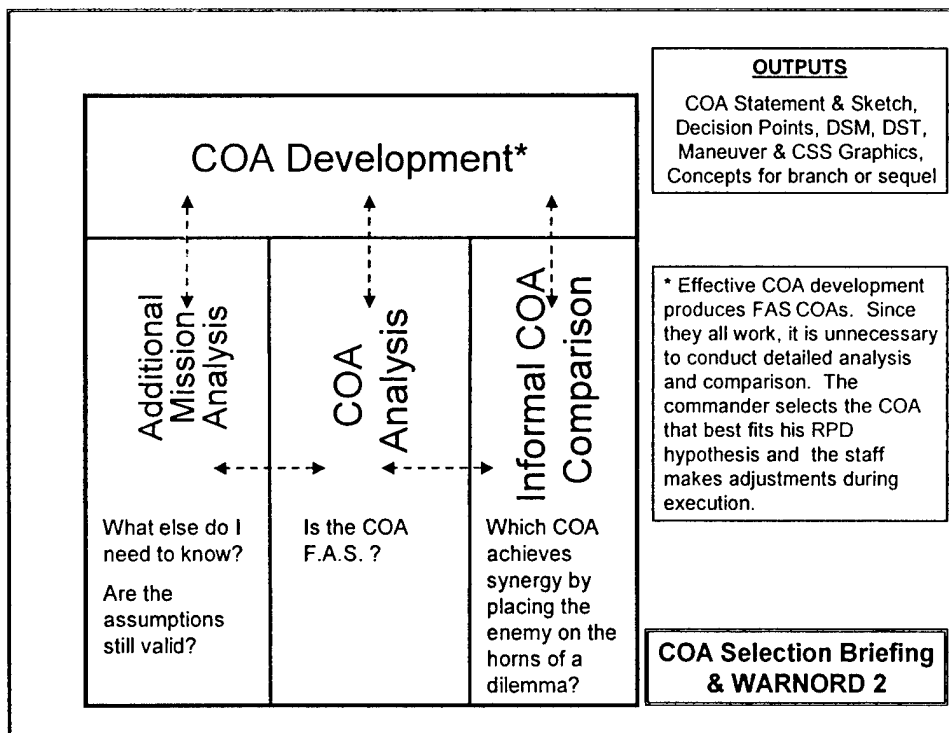 COA Development*
Additional
Mission
Analysis
What else do I
need to know?
Are the
assumptions
still valid?
COA
Analysis
Is the COA
F.A.S. ?
Informal COA
Comparison
Which COA
achieves
synergy by
placing the
enemy on the
horns of a
dilemma?
OUTPUTS
COA Statement & Sketch,
Decision Points, DSM, DST,
Maneuver & CSS Graphics,
Concepts for branch or sequel
* Effective COA development
produces FAS COAs. Since
they all work, it is unnecessary
to conduct detailed analysis
and comparison. The
commander selects the COA
that best fits his RPD
hypothesis and the staff
makes adjustments during
execution.
COA Selection Briefing
& WARNORD 2